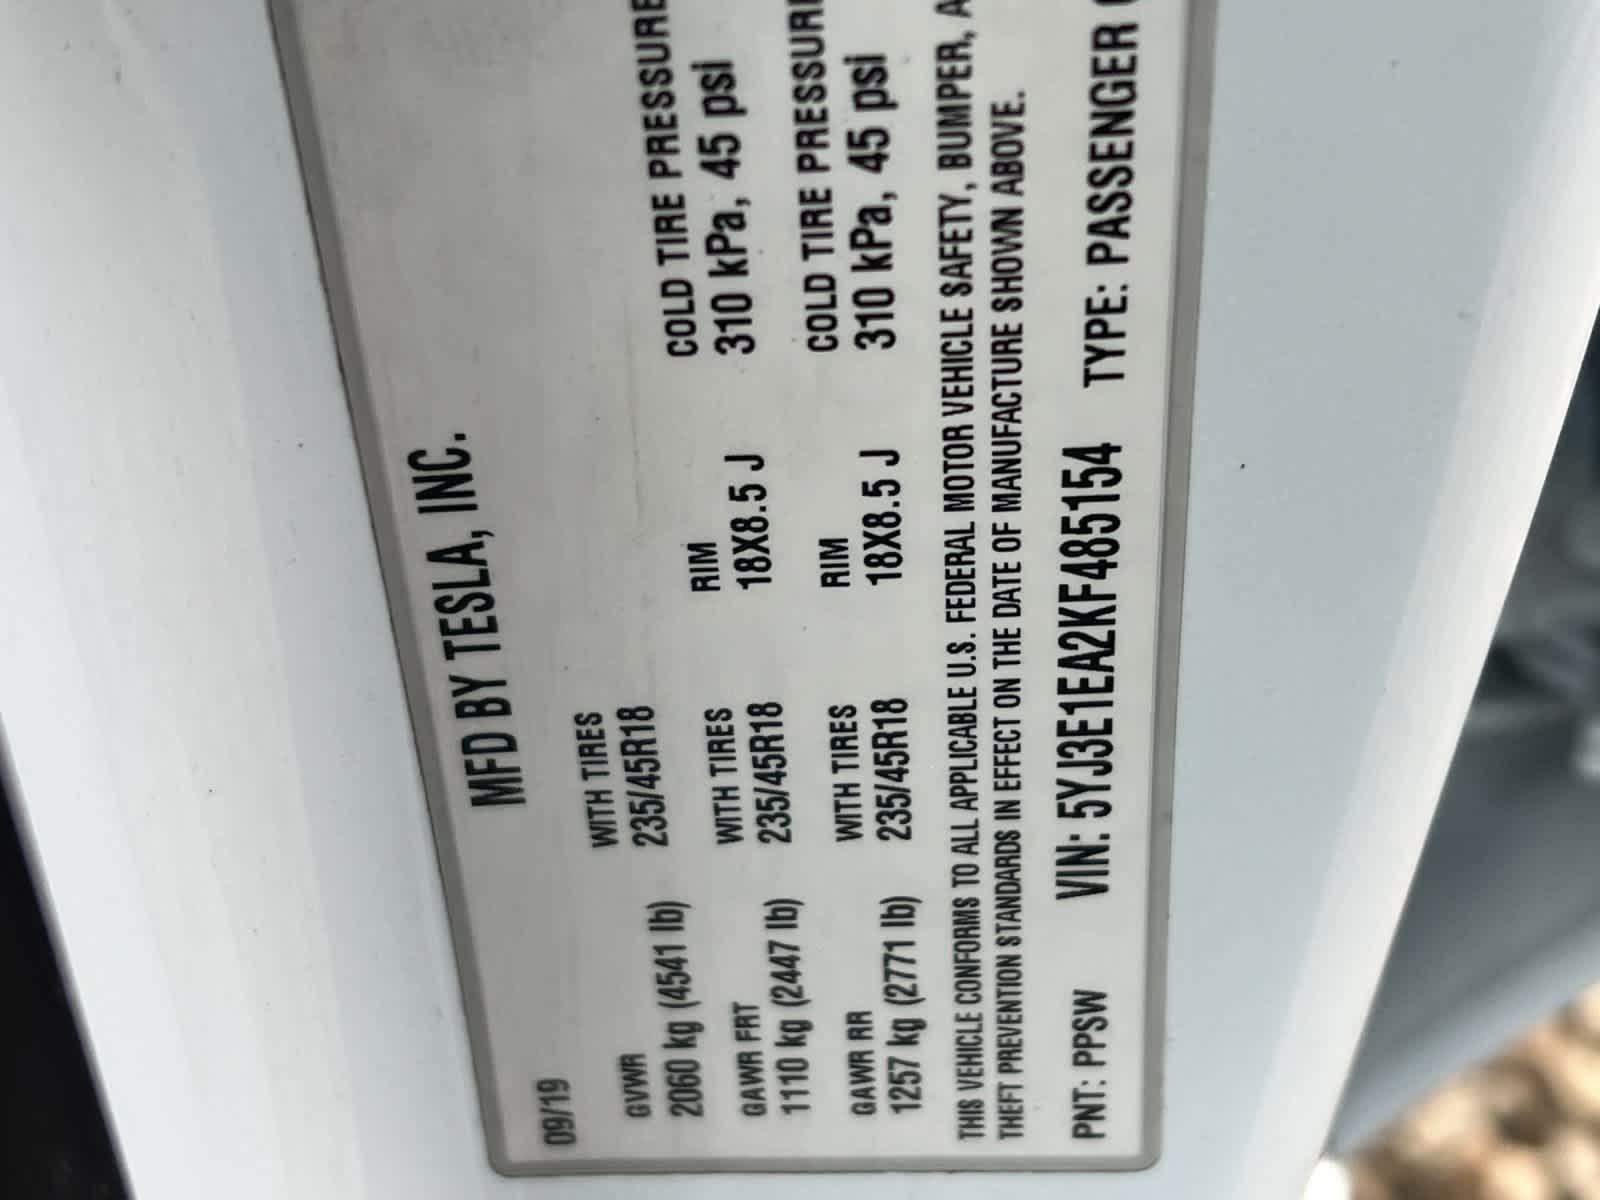 MFD BY TESLA, INC.
09/19
GVWR WITH TIRES RIM COLD TIRE PRESSURE
2060 kg (4541 lb) 235/45R18 18X8.5 J 310 kPa, 45 psi
GAWR FRT WITH TIRES RIM COLD TIRE PRESSURE
1110 kg (2447 lb) 235/45R18 18X8.5 J 310 kPa, 45 psi
GAWR RR WITH TIRES
1257 kg (2771 lb) 235/45R18
THIS VEHICLE CONFORMS TO ALL APPLICABLE U.S. FEDERAL MOTOR VEHICLE SAFETY, BUMPER, A
THEFT PREVENTION STANDARDS IN EFFECT ON THE DATE OF MANUFACTURE SHOWN ABOVE.
PNT: PPSW VIN: 5YJ3E1EA2KF485154 TYPE: PASSENGER